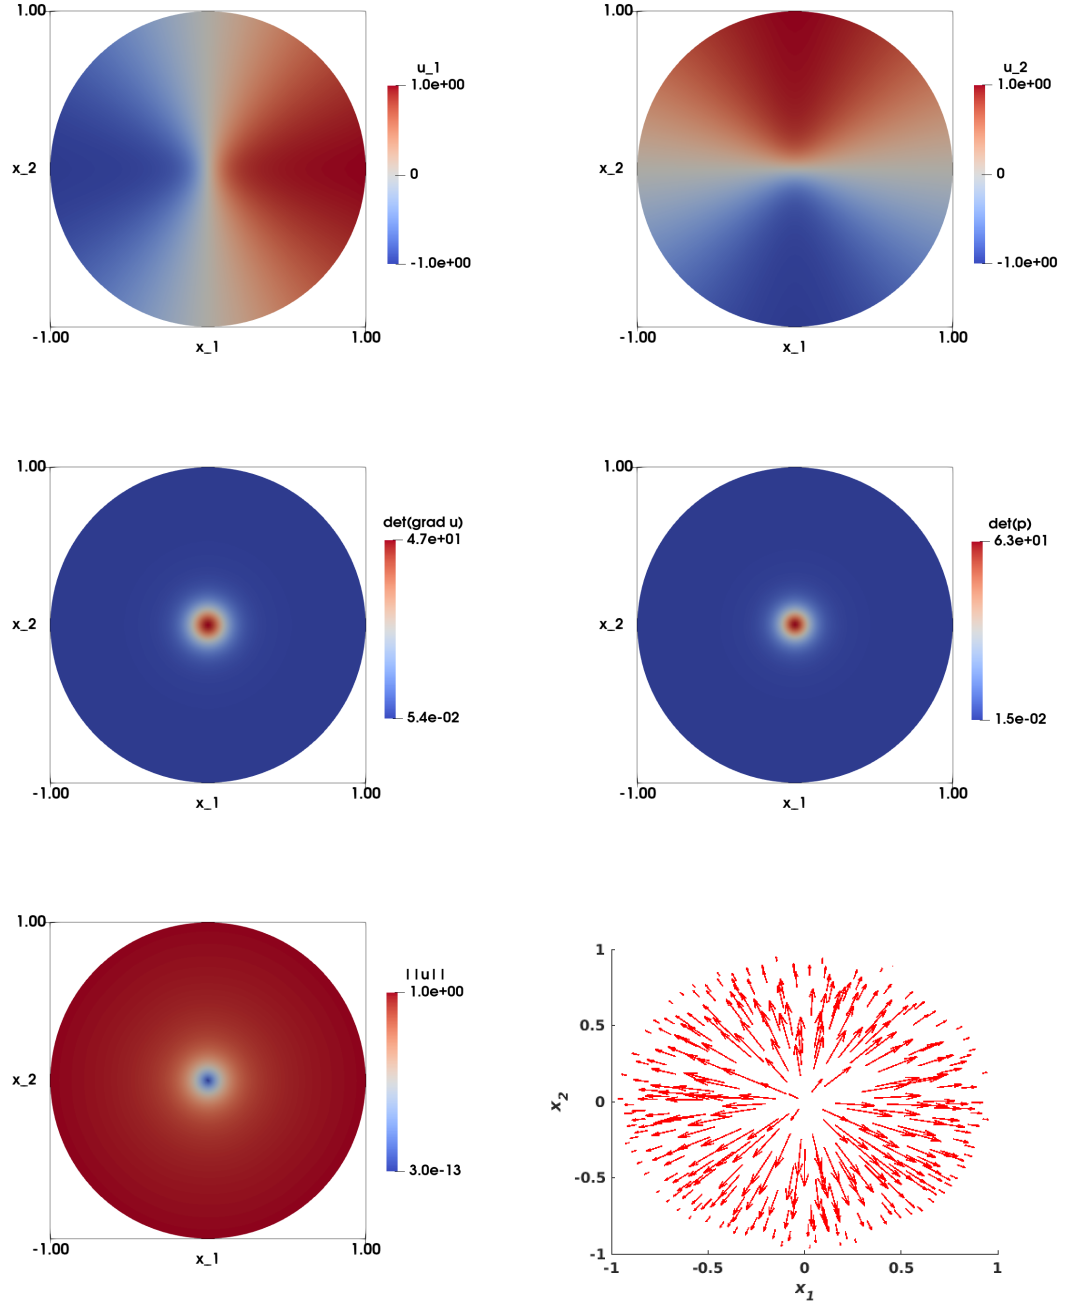 1.00
u_1
1.0e+00
x_2
0
-1.0e+00
-1.00
1.00
x_1
1.00
u_2
1.0e+00
x_2
0
-1.0e+00
-1.00
1.00
x_1
1.00
det(grad u)
4.7e+01
x_2
5.4e-02
-1.00
1.00
x_1
1.00
det(p)
6.3e+01
x_2
1.5e-02
-1.00
1.00
x_1
1.00
||u||
1.0e+00
x_2
3.0e-13
-1.00
1.00
x_1
1
0.5
0
-0.5
-1
x2
-1
-0.5
0
0.5
1
x1